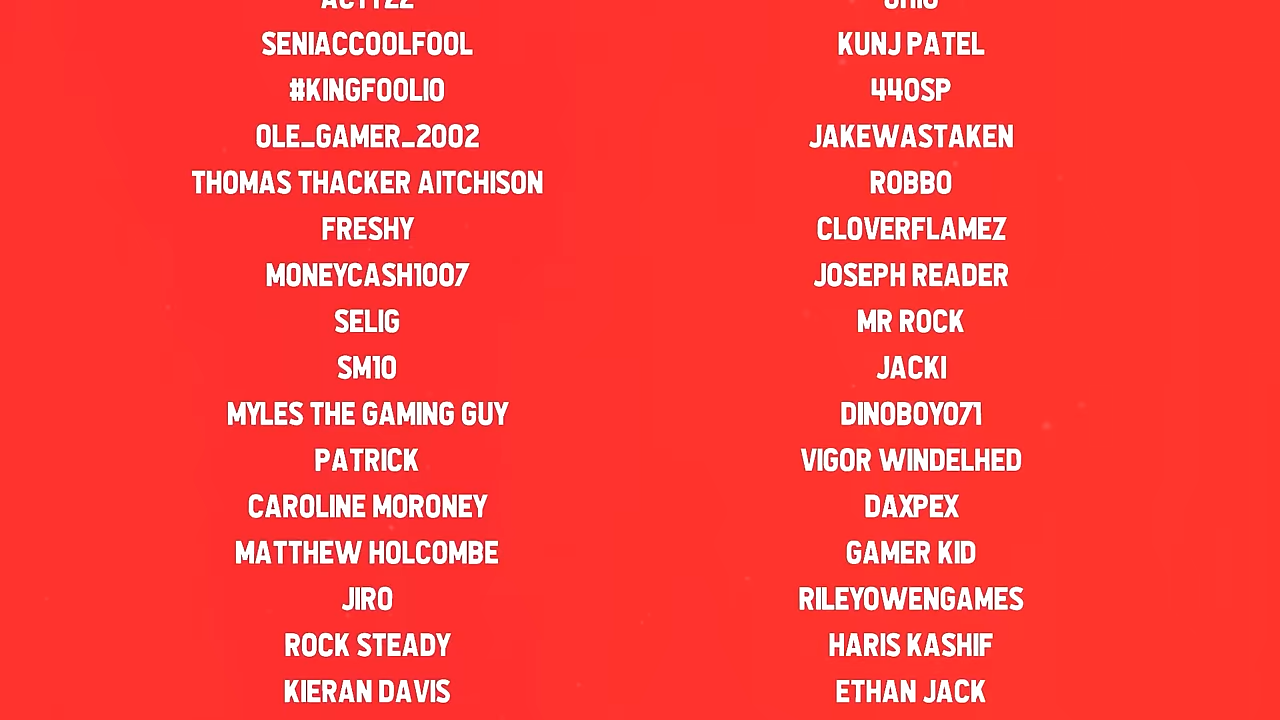 SENIACCOOLFOOL
#KINGFOOL10
OLE_GAMER_2002
THOMAS THACKER AITCHISON
FRESHY
MONEYCASH1007
SELIG
SM10
MYLES THE GAMING GUY
PATRICK
CAROLINE MORONEY
MATTHEW HOLCOMBE
JIRO
ROCK STEADY
KIERAN DAVIS
KUNJ PATEL
440SP
JAKEWASTAKEN
ROBBO
CLOVERFLAMEZ
JOSEPH READER
MR ROCK
JACKI
DINOBOY071
VIGOR WINDELHED
DAXPEX
GAMER KID
RILEYOWENGAMES
HARIS KASHIF
ETHAN JACK